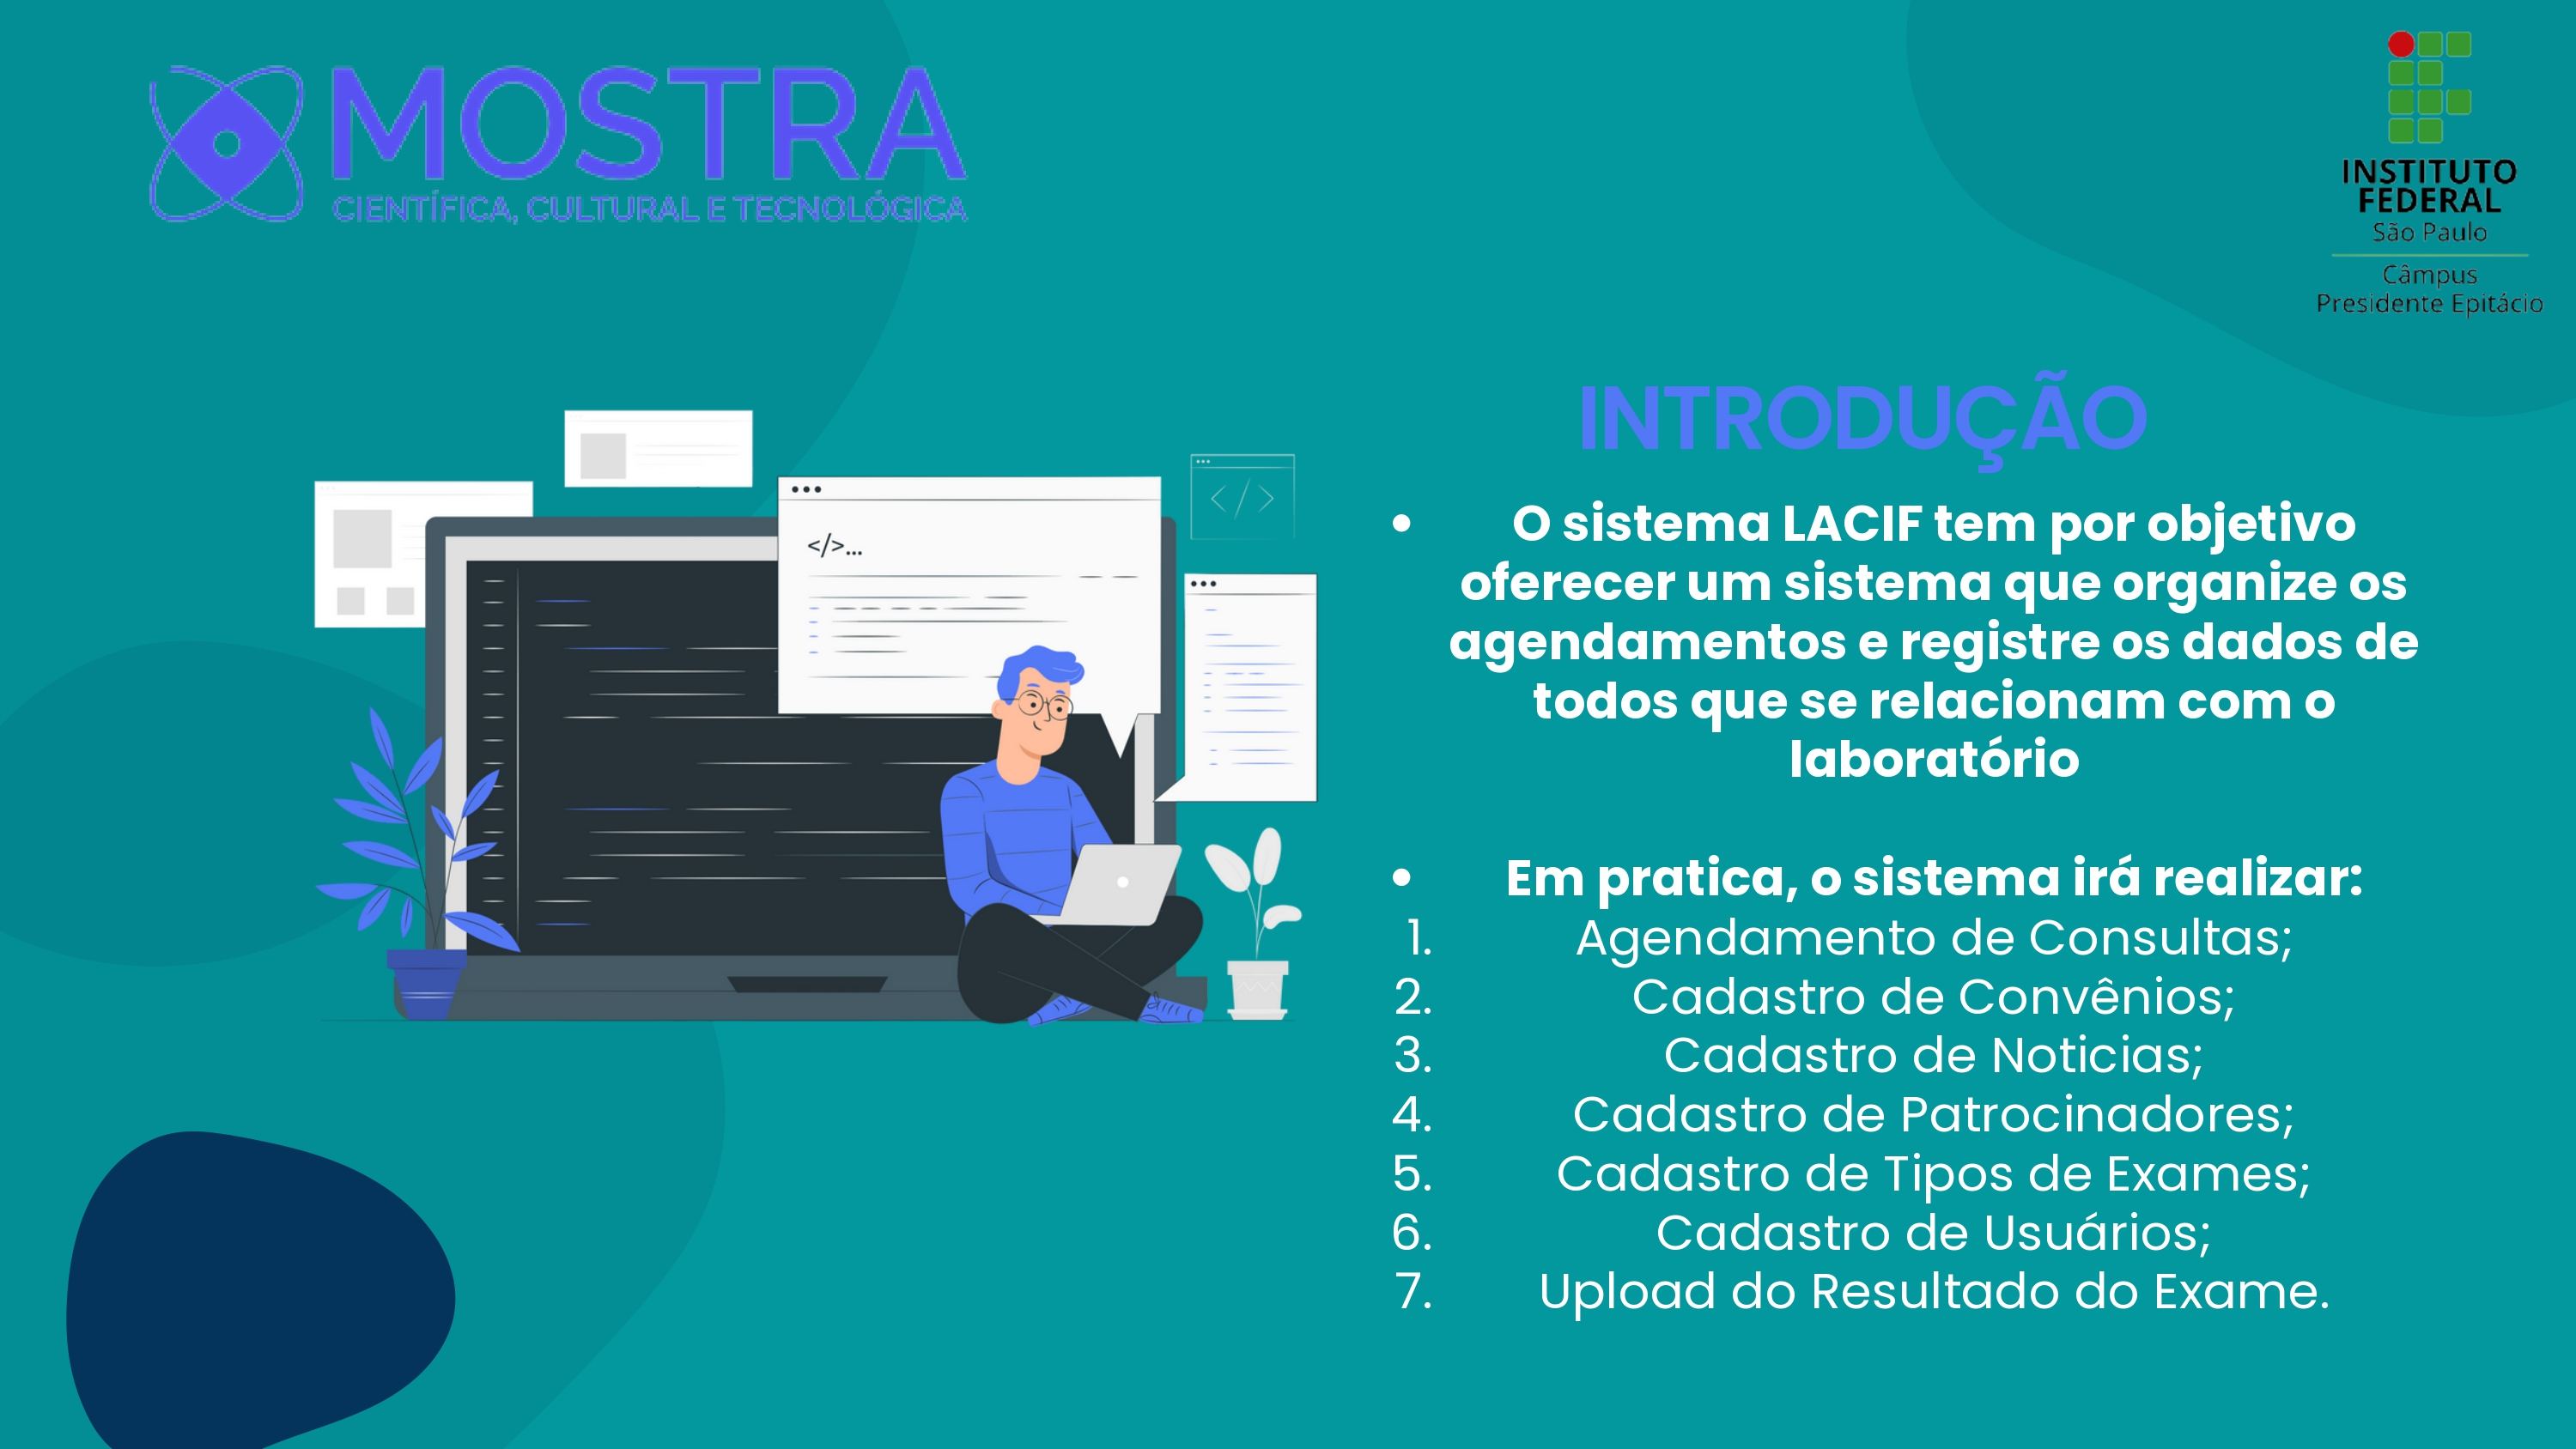 MOSTRA
CIENTÍFICA, CULTURAL E TECNOLÓGICA
INSTITUTO
FEDERAL
São Paulo
Câmpus
Presidente Epitácio
</>...
</>
INTRODUÇÃO
• O sistema LACIF tem por objetivo
oferecer um sistema que organize os
agendamentos e registre os dados de
todos que se relacionam com o
laboratório
• Em pratica, o sistema irá realizar:
1. Agendamento de Consultas;
2. Cadastro de Convênios;
3. Cadastro de Noticias;
4. Cadastro de Patrocinadores;
5. Cadastro de Tipos de Exames;
6. Cadastro de Usuários;
7. Upload do Resultado do Exame.